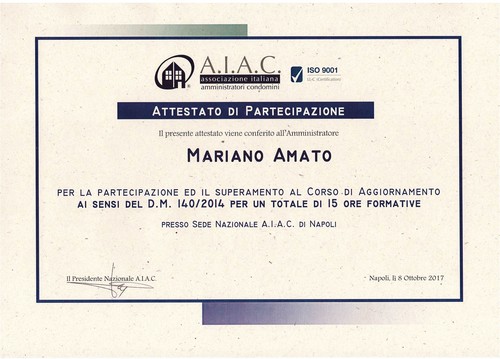 A.I.A.C.
associazione italiana
amministratori condomini
ISO 9001
Attestato di Partecipazione
Il presente attestato viene conferito all'Amministratore
Mariano Amato
per la partecipazione ed il superamento al Corso di Aggiornamento
ai sensi del D.M. 140/2014 per un totale di 15 ore formative
presso Sede Nazionale A.I.A.C. di Napoli
Il Presidente Nazionale A.I.A.C.
Napoli, lì 8 Ottobre 2017